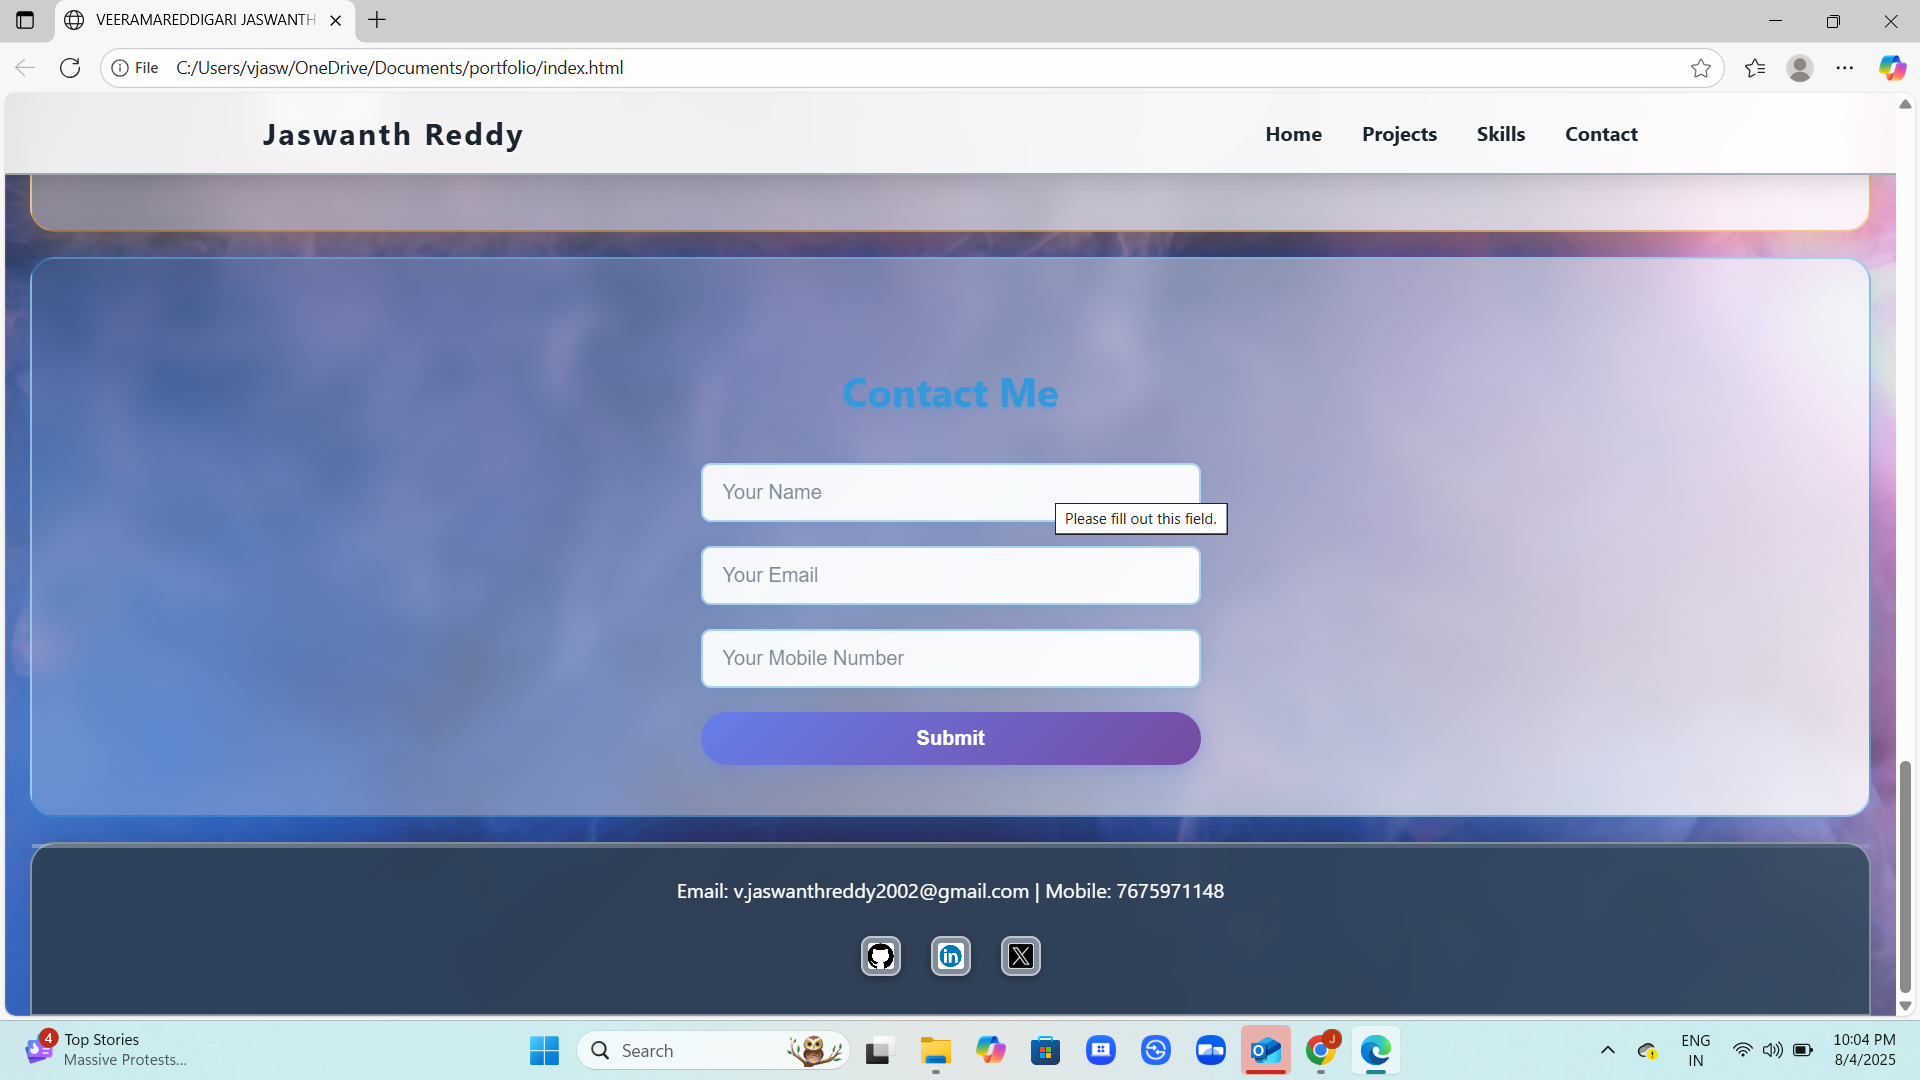 VEERAMAREDDIGARI JASWANTH
File
C:/Users/vjasw/OneDrive/Documents/portfolio/index.html
Jaswanth Reddy
Home
Projects
Skills
Contact
Contact Me
Your Name
Please fill out this field.
Your Email
Your Mobile Number
Submit
Email: v.jaswanthreddy2002@gmail.com | Mobile: 7675971148
in
X
4
Top Stories
Massive Protests...
Search
J
ENG
IN
10:04 PM
8/4/2025